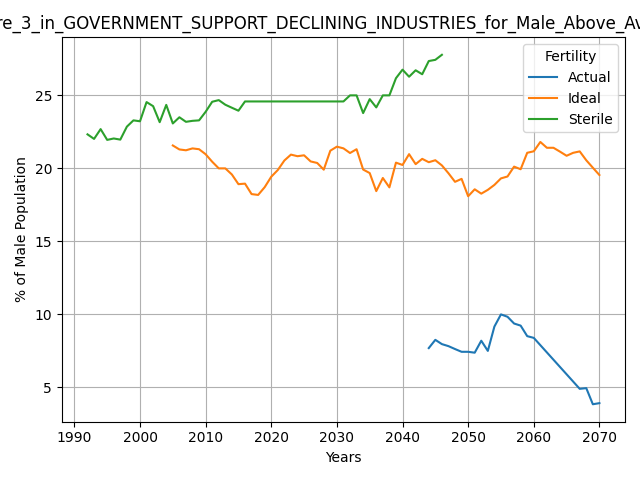 re_3_in_GOVERNMENT_SUPPORT_DECLINING_INDUSTRIES_for_Male_Above_Av
Fertility
Actual
Ideal
Sterile
% of Male Population
25
20
15
10
5
1990 2000 2010 2020 2030 2040 2050 2060 2070
Years